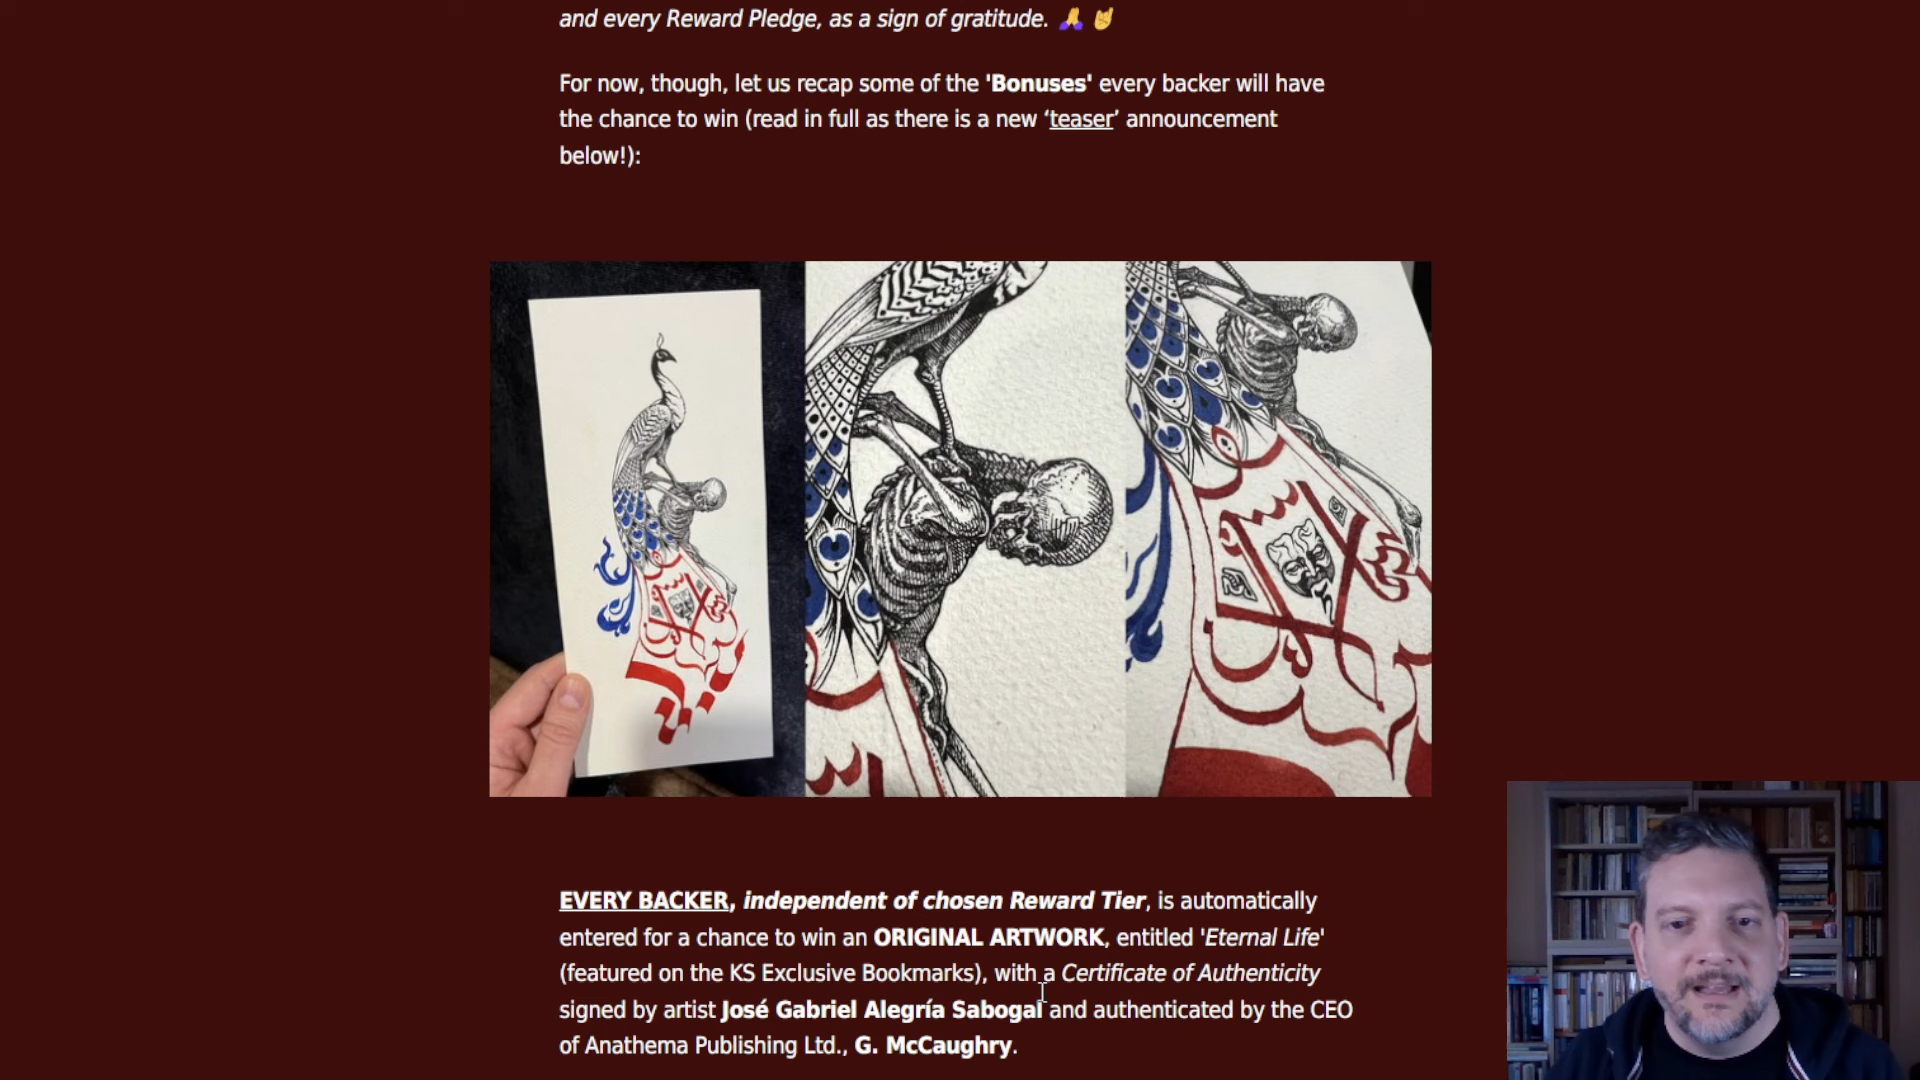 and every Reward Pledge, as a sign of gratitude. 🙏 🤘
For now, though, let us recap some of the 'Bonuses' every backer will have
the chance to win (read in full as there is a new ‘teaser’ announcement
below!):
EVERY BACKER, independent of chosen Reward Tier, is automatically
entered for a chance to win an ORIGINAL ARTWORK, entitled 'Eternal Life'
(featured on the KS Exclusive Bookmarks), with a Certificate of Authenticity
signed by artist José Gabriel Alegría Sabogal and authenticated by the CEO
of Anathema Publishing Ltd., G. McCaughry.